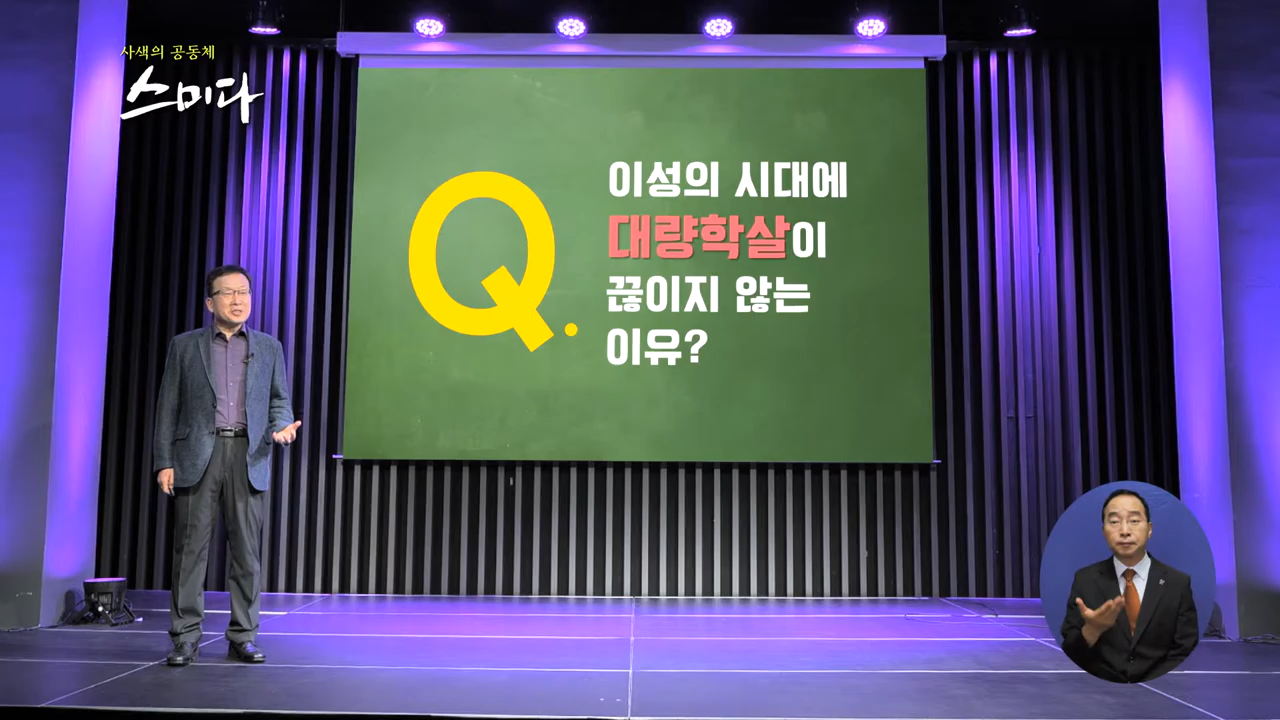 사색의 공동체
스미다
Q.
이성의 시대에
대량학살이
끊이지 않는
이유?